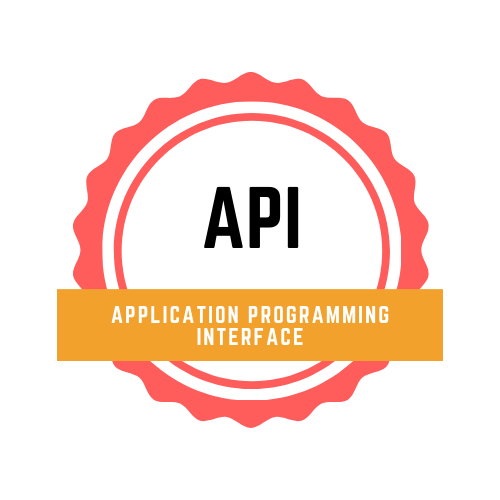 API
APPLICATION PROGRAMMING
INTERFACE